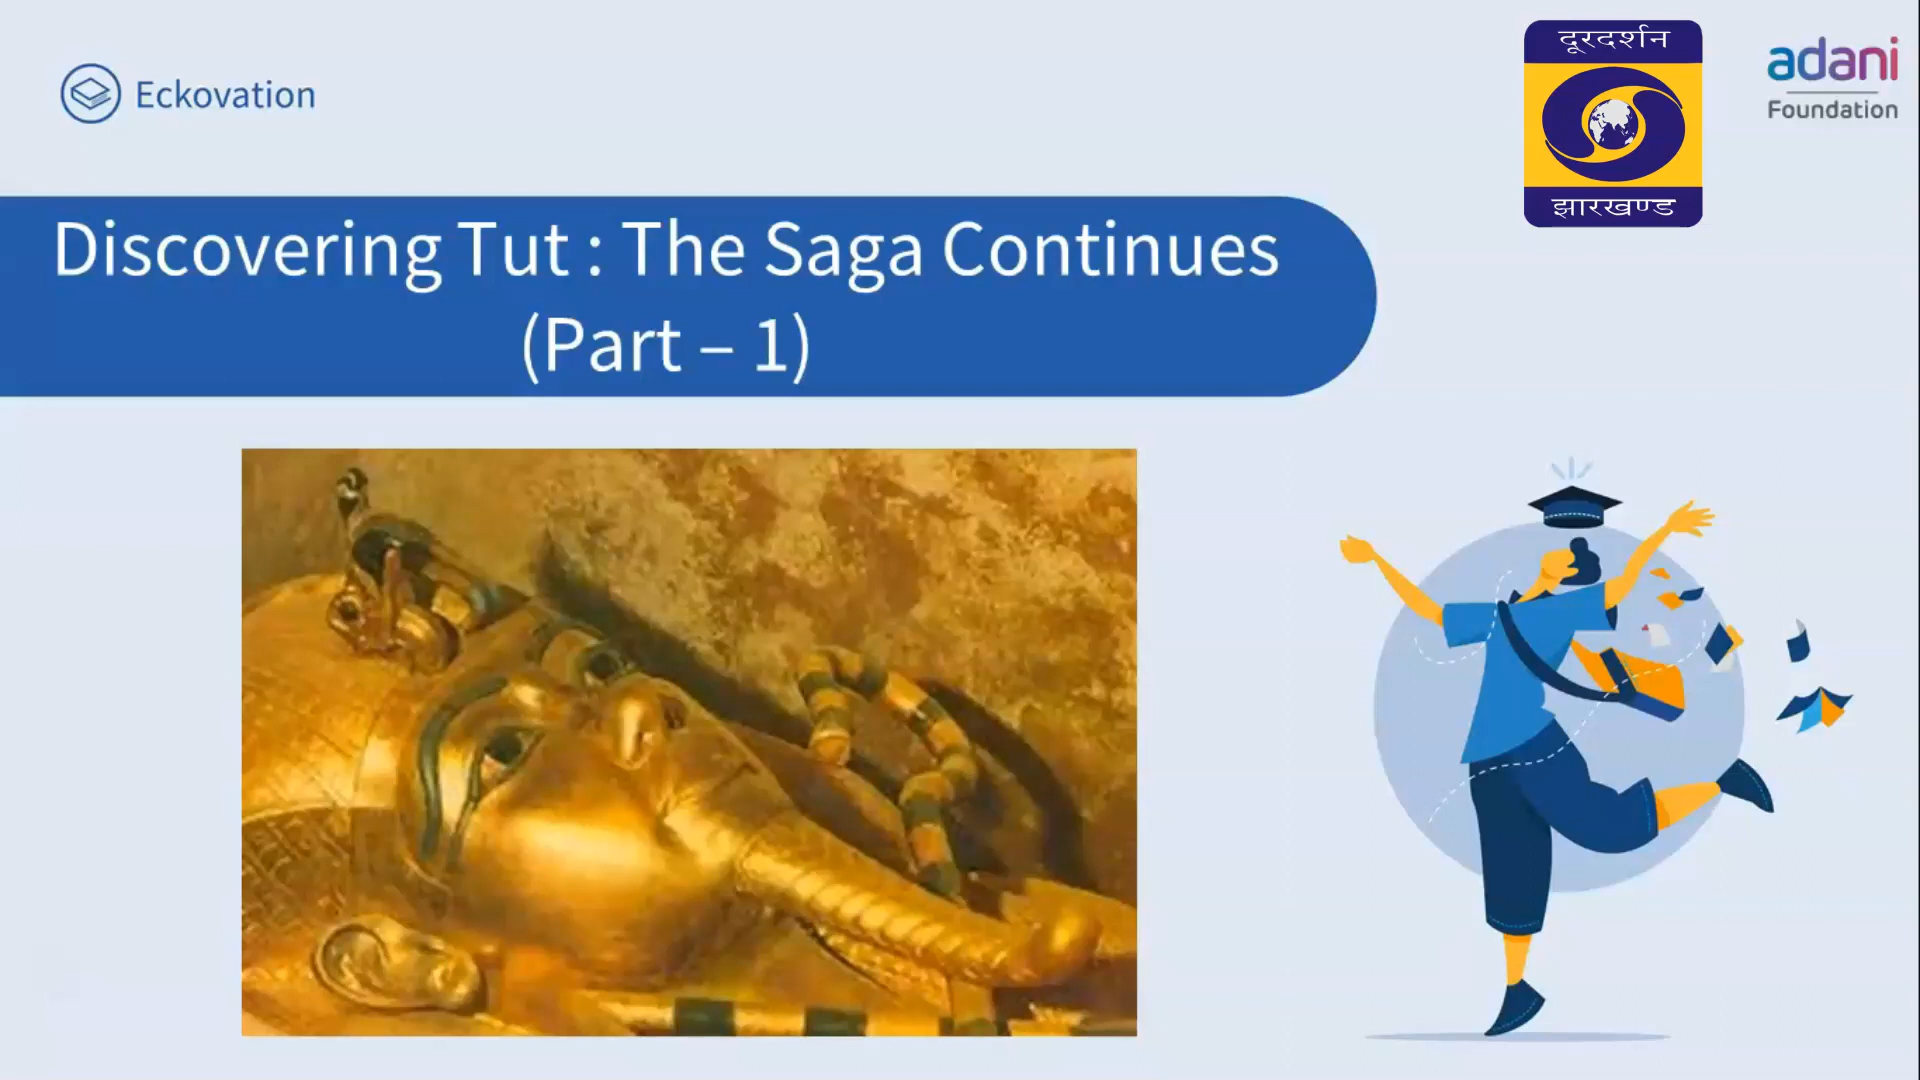 Eckovation
दूरदर्शन
झारखण्ड
adani
Foundation
Discovering Tut : The Saga Continues
(Part – 1)